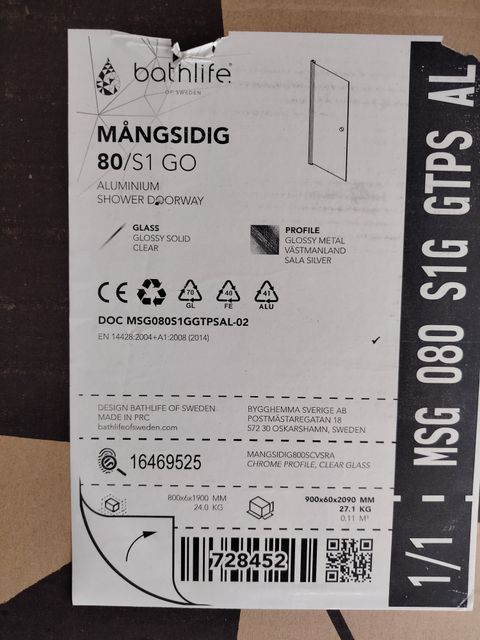 bathlife
OF SWEDEN
MÅNGSIDIG
80/S1 GO
ALUMINIUM
SHOWER DOORWAY
GLASS
GLOSSY SOLID
CLEAR
PROFILE
GLOSSY METAL
VÄSTMANLAND
SALA SILVER
CE
70
GL
40
FE
41
ALU
DOC MSG080S1GGTPSAL-02
EN 14428:2004+A1:2008 (2014)
DESIGN BATHLIFE OF SWEDEN
MADE IN PRC
bathlifeofsweden.com
BYGGHEMMA SVERIGE AB
POSTMÄSTAREGATAN 18
572 30 OSKARSHAMN, SWEDEN
16469525
MANGSIDIG800SCVSRA
CHROME PROFILE, CLEAR GLASS
800x6x1900 MM
24.0 KG
900x60x2090 MM
27.1 KG
0.11 M³
728452
1/1 MSG 080 S1G GTPS AL